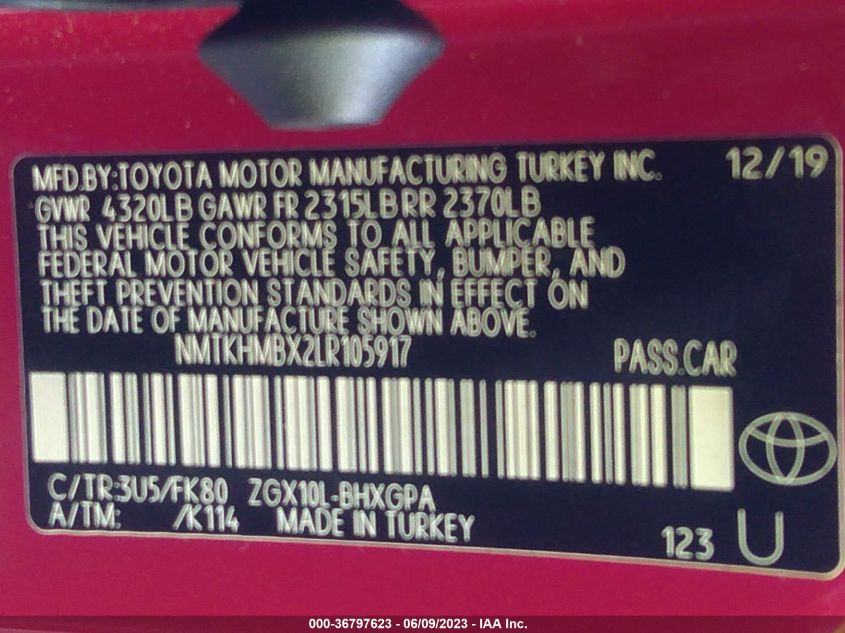 MFD.BY:TOYOTA MOTOR MANUFACTURING TURKEY INC. 12/19
GVWR 4320LB GAWR FR 2315LB RR 2370LB
THIS VEHICLE CONFORMS TO ALL APPLICABLE
FEDERAL MOTOR VEHICLE SAFETY, BUMPER, AND
THEFT PREVENTION STANDARDS IN EFFECT ON
THE DATE OF MANUFACTURE SHOWN ABOVE.
NMTKHMBX2LR105917 PASS.CAR
C/TR:3U5/FK80 ZGX10L-BHXGPA
A/TM: /K114 MADE IN TURKEY
123 U
000-36797623 - 06/09/2023 - IAA Inc.